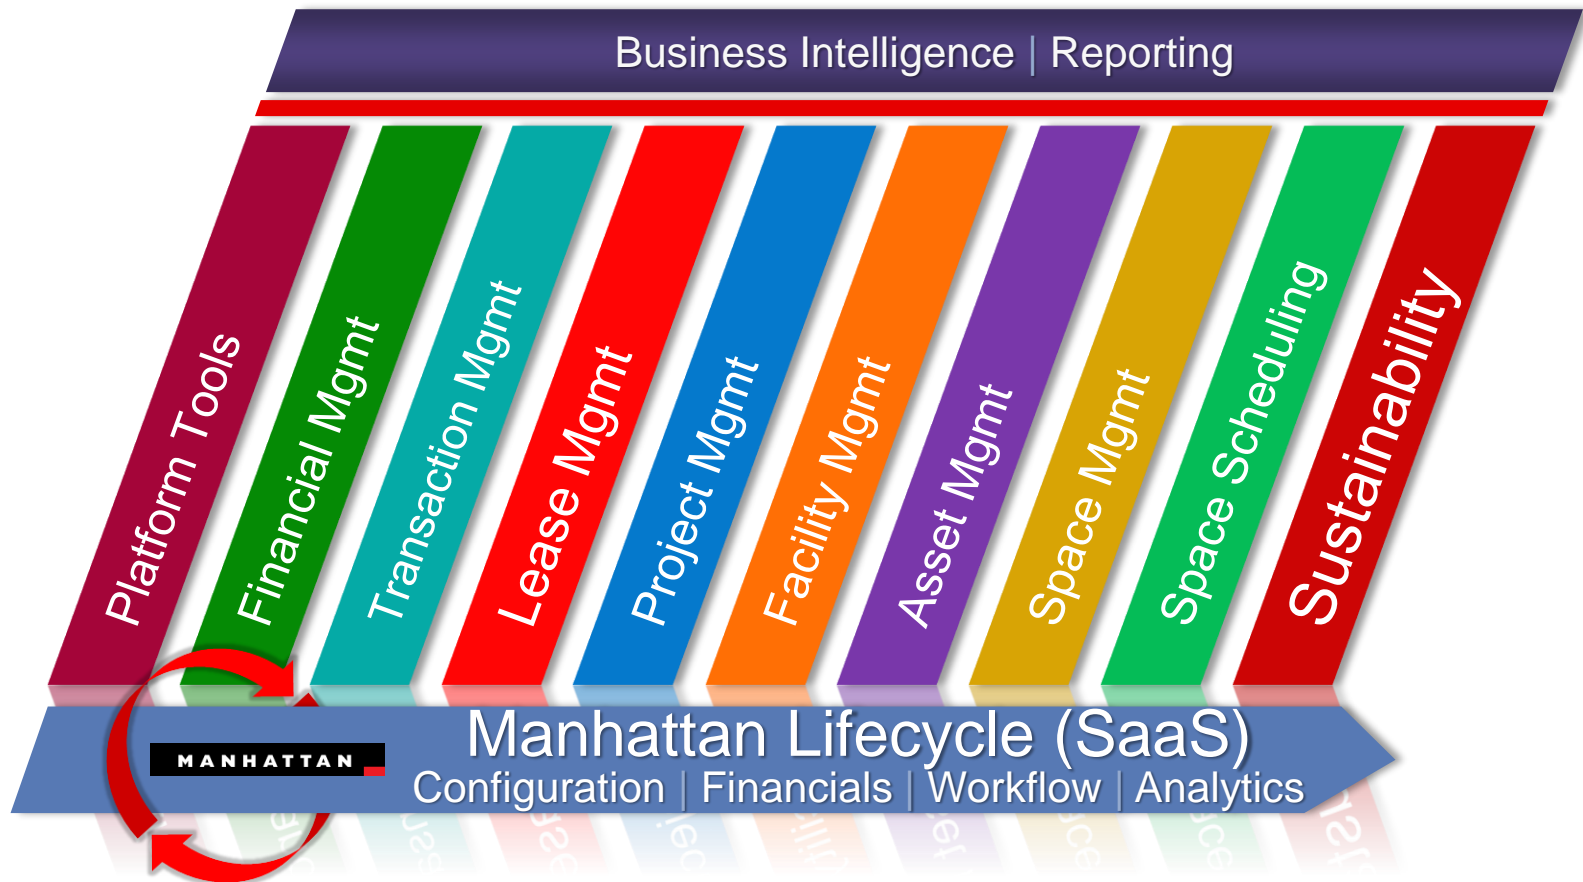 Business Intelligence | Reporting
Platform Tools
Financial Mgmt
Transaction Mgmt
Lease Mgmt
Project Mgmt
Facility Mgmt
Asset Mgmt
Space Mgmt
Space Scheduling
Sustainability
MANHATTAN
Manhattan Lifecycle (SaaS)
Configuration | Financials | Workflow | Analytics